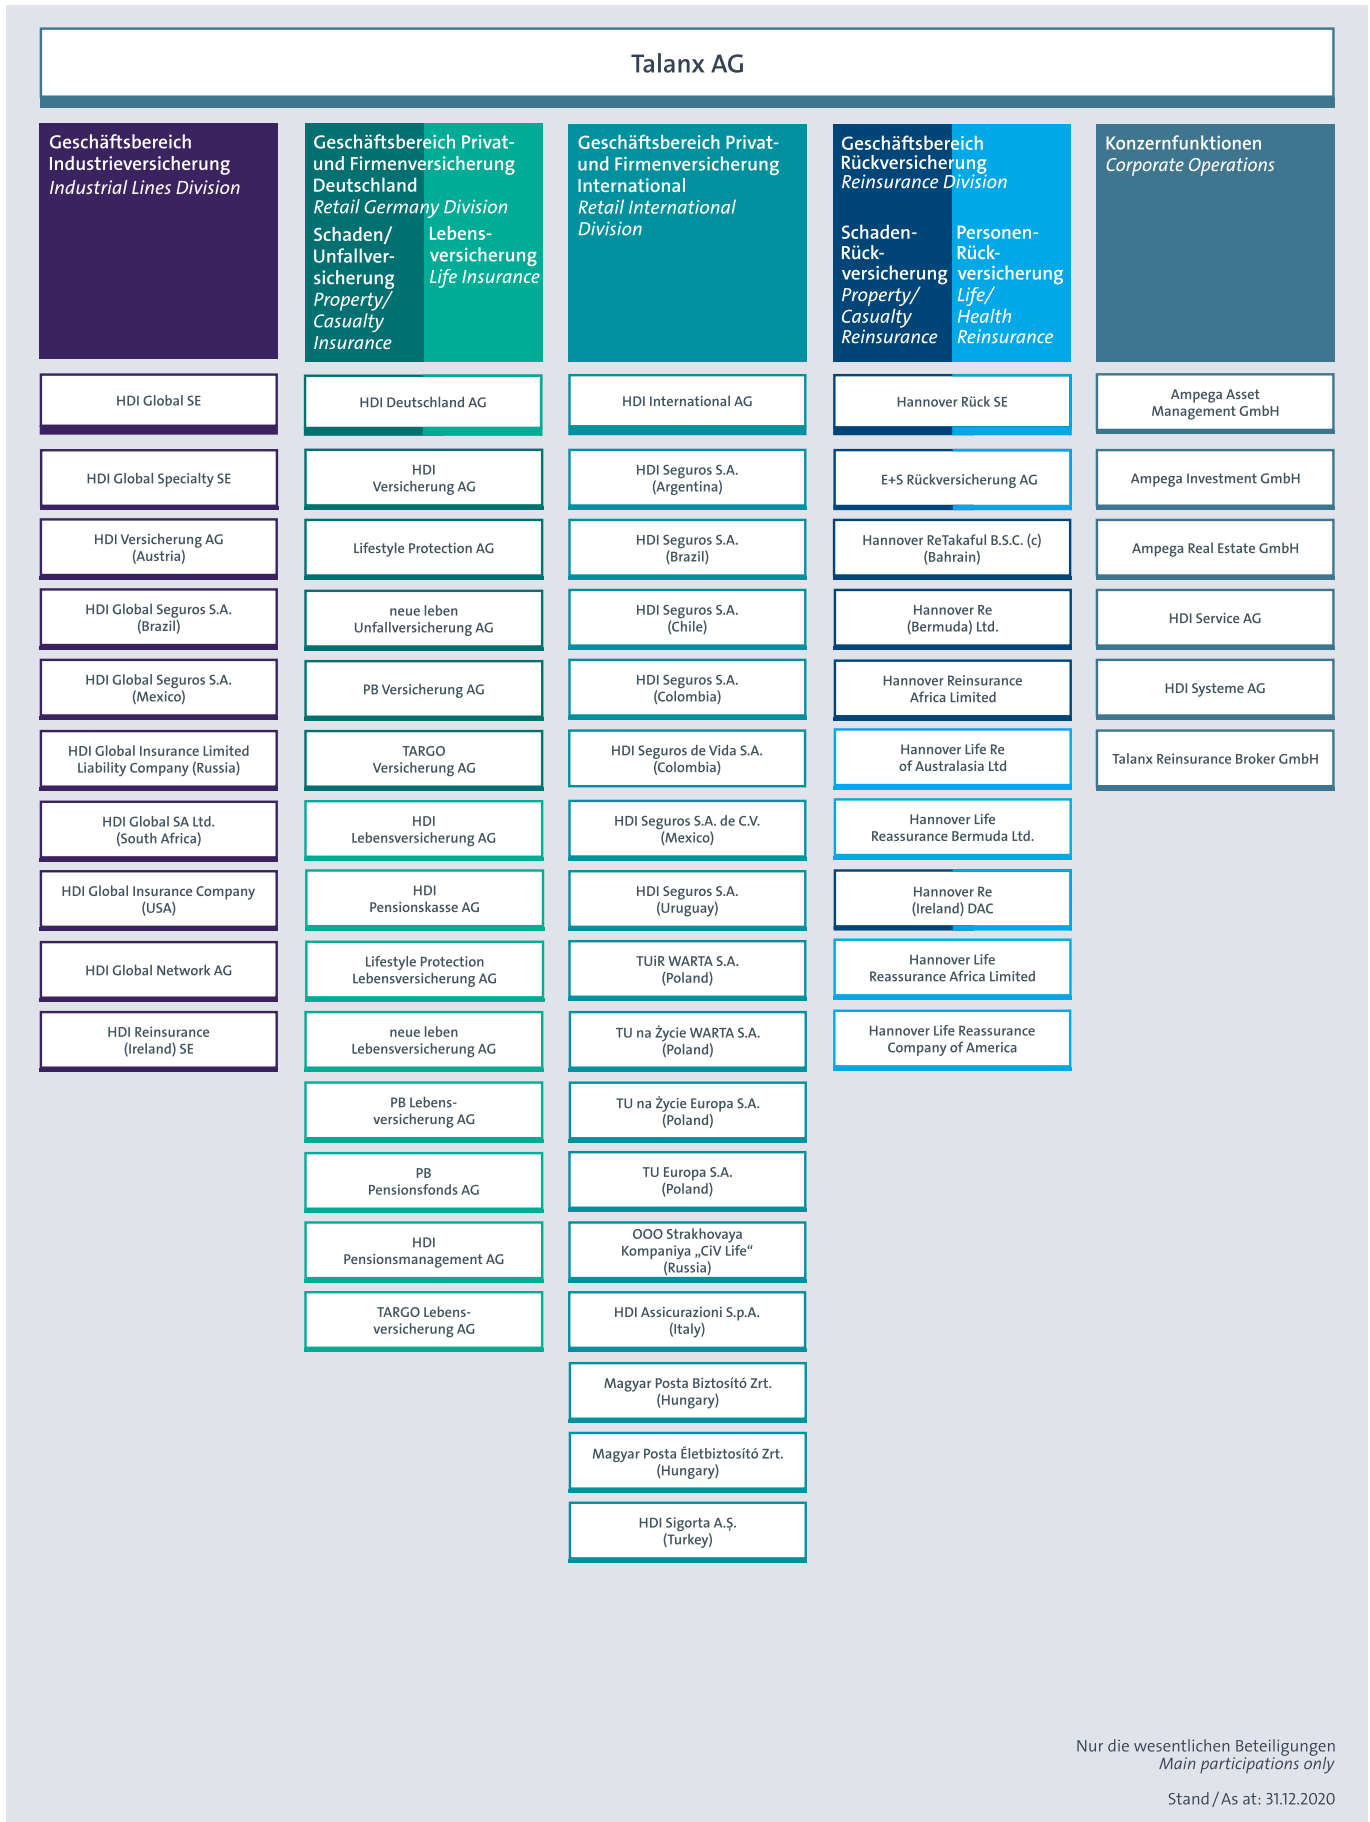 Talanx AG
Geschäftsbereich
Industrieversicherung
Industrial Lines Division
Geschäftsbereich Privat-
und Firmenversicherung
Deutschland
Retail Germany Division
Schaden/
Unfallver-
sicherung
Property/
Casualty
Insurance
Lebens-
versicherung
Life Insurance
Geschäftsbereich Privat-
und Firmenversicherung
International
Retail International
Division
Geschäftsbereich
Rückversicherung
Reinsurance Division
Schaden-
Rück-
versicherung
Property/
Casualty
Reinsurance
Personen-
Rück-
versicherung
Life/
Health
Reinsurance
Konzernfunktionen
Corporate Operations
HDI Global SE
HDI Global Specialty SE
HDI Versicherung AG
(Austria)
HDI Global Seguros S.A.
(Brazil)
HDI Global Seguros S.A.
(Mexico)
HDI Global Insurance Limited
Liability Company (Russia)
HDI Global SA Ltd.
(South Africa)
HDI Global Insurance Company
(USA)
HDI Global Network AG
HDI Reinsurance
(Ireland) SE
HDI Deutschland AG
HDI
Versicherung AG
Lifestyle Protection AG
neue leben
Unfallversicherung AG
PB Versicherung AG
TARGO
Versicherung AG
HDI
Lebensversicherung AG
HDI
Pensionskasse AG
Lifestyle Protection
Lebensversicherung AG
neue leben
Lebensversicherung AG
PB Lebens-
versicherung AG
PB
Pensionsfonds AG
HDI
Pensionsmanagement AG
TARGO Lebens-
versicherung AG
HDI International AG
HDI Seguros S.A.
(Argentina)
HDI Seguros S.A.
(Brazil)
HDI Seguros S.A.
(Chile)
HDI Seguros S.A.
(Colombia)
HDI Seguros de Vida S.A.
(Colombia)
HDI Seguros S.A. de C.V.
(Mexico)
HDI Seguros S.A.
(Uruguay)
TUiR WARTA S.A.
(Poland)
TU na Życie WARTA S.A.
(Poland)
TU na Życie Europa S.A.
(Poland)
TU Europa S.A.
(Poland)
OOO Strakhovaya
Kompaniya „CiV Life“
(Russia)
HDI Assicurazioni S.p.A.
(Italy)
Magyar Posta Biztosító Zrt.
(Hungary)
Magyar Posta Életbiztosító Zrt.
(Hungary)
HDI Sigorta A.Ş.
(Turkey)
Hannover Rück SE
E+S Rückversicherung AG
Hannover ReTakaful B.S.C. (c)
(Bahrain)
Hannover Re
(Bermuda) Ltd.
Hannover Reinsurance
Africa Limited
Hannover Life Re
of Australasia Ltd
Hannover Life
Reassurance Bermuda Ltd.
Hannover Re
(Ireland) DAC
Hannover Life
Reassurance Africa Limited
Hannover Life Reassurance
Company of America
Ampega Asset
Management GmbH
Ampega Investment GmbH
Ampega Real Estate GmbH
HDI Service AG
HDI Systeme AG
Talanx Reinsurance Broker GmbH
Nur die wesentlichen Beteiligungen
Main participations only
Stand / As at: 31.12.2020